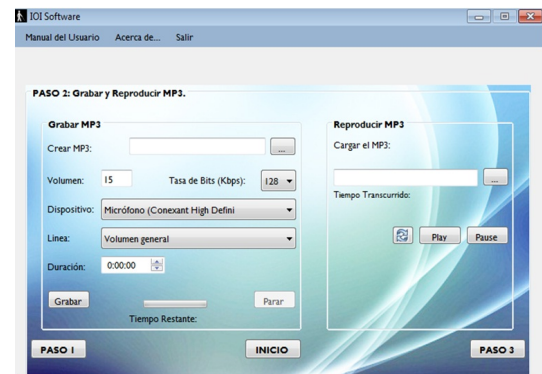 IOI Software
Manual del Usuario Acerca de... Salir
PASO 2: Grabar y Reproducir MP3.
Grabar MP3
Crear MP3: ...
Volumen: 15 Tasa de Bits (Kbps): 128
Dispositivo: Micrófono (Conexant High Defini
Linea: Volumen general
Duración: 0:00:00
Grabar Parar
Tiempo Restante:
Reproducir MP3
Cargar el MP3:
...
Tiempo Transcurrido:
Play Pause
PASO 1 INICIO PASO 3